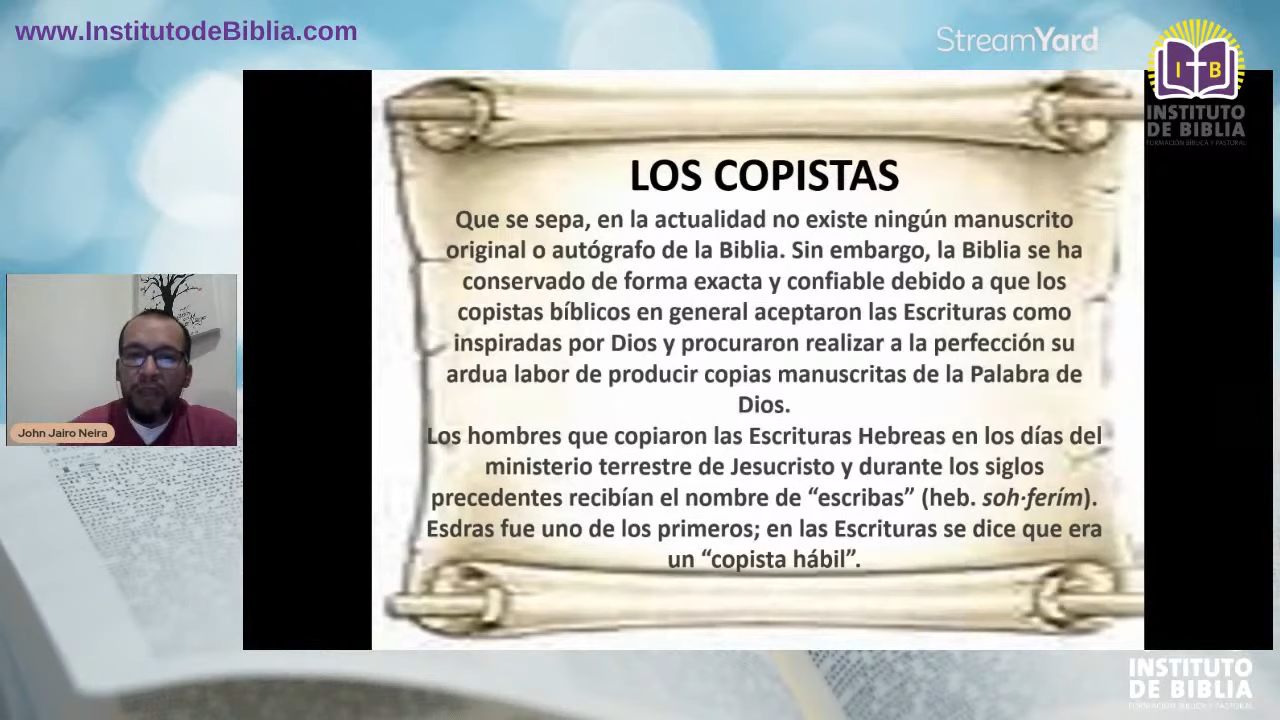 www.InstitutodeBiblia.com
StreamYard
I B
INSTITUTO
DE BIBLIA
FORMACIÓN BÍBLICA Y PASTORAL
LOS COPISTAS
Que se sepa, en la actualidad no existe ningún manuscrito
original o autógrafo de la Biblia. Sin embargo, la Biblia se ha
conservado de forma exacta y confiable debido a que los
copistas bíblicos en general aceptaron las Escrituras como
inspiradas por Dios y procuraron realizar a la perfección su
ardua labor de producir copias manuscritas de la Palabra de
Dios.
Los hombres que copiaron las Escrituras Hebreas en los días del
ministerio terrestre de Jesucristo y durante los siglos
precedentes recibían el nombre de “escribas” (heb. soh·ferím).
Esdras fue uno de los primeros; en las Escrituras se dice que era
un “copista hábil”.
John Jairo Neira
INSTITUTO
DE BIBLIA
FORMACIÓN BÍBLICA Y PASTORAL